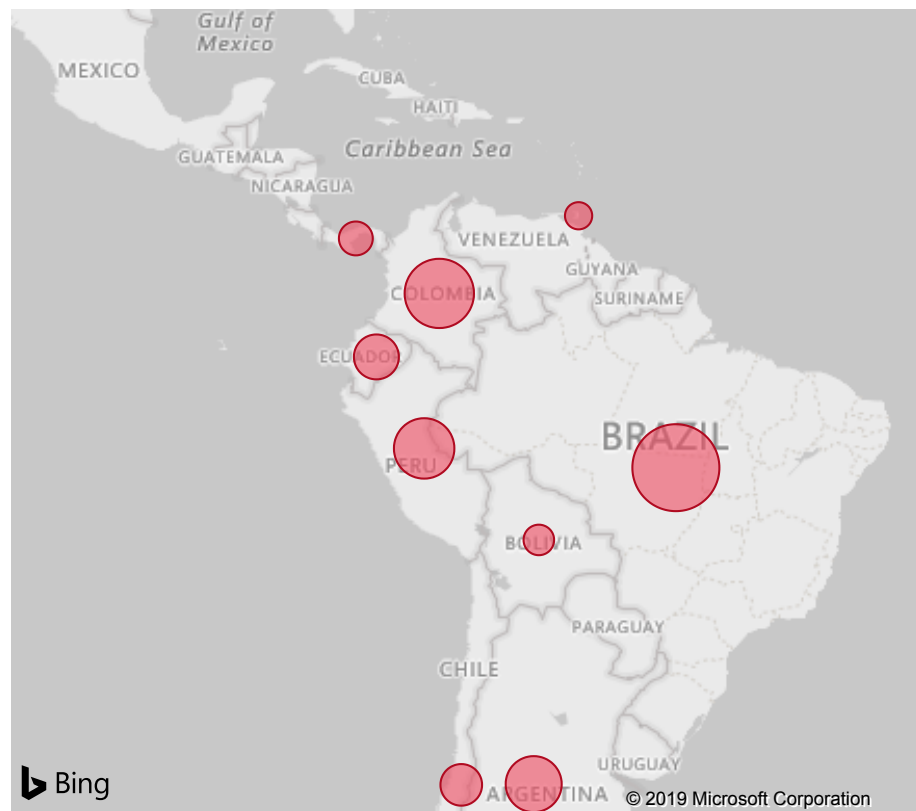 Gulf of
Mexico
MEXICO
CUBA
HAITI
GUATEMALA
Caribbean Sea
NICARAGUA
VENEZUELA
GUYANA
COLOMBIA
SURINAME
ECUADOR
BRAZIL
PERU
BOLIVIA
PARAGUAY
CHILE
URUGUAY
ARGENTINA
Bing
© 2019 Microsoft Corporation